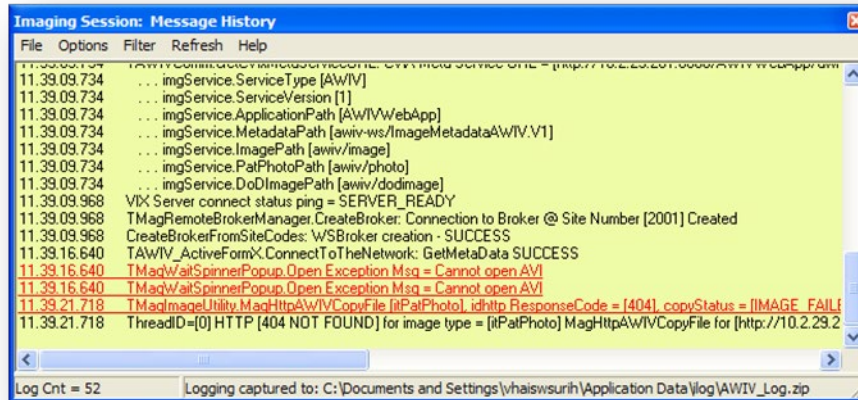 Imaging Session: Message History
File Options Filter Refresh Help
11.39.09.734 . . . imgService.ServiceType [AWIV]
11.39.09.734 . . . imgService.ServiceVersion [1]
11.39.09.734 . . . imgService.ApplicationPath [AWIVWebApp]
11.39.09.734 . . . imgService.MetadataPath [awiv-ws/ImageMetadataAWIV.V1]
11.39.09.734 . . . imgService.ImagePath [awiv/image]
11.39.09.734 . . . imgService.PatPhotoPath [awiv/photo]
11.39.09.734 . . . imgService.DoDImagePath [awiv/dodimage]
11.39.09.968 VIX Server connect status ping = SERVER_READY
11.39.09.968 TMagRemoteBrokerManager.CreateBroker: Connection to Broker @ Site Number [2001] Created
11.39.09.968 CreateBrokerFromSiteCodes: WSBroker creation - SUCCESS
11.39.16.640 TAWIV_ActiveFormX.ConnectToTheNetwork: GetMetaData SUCCESS
11.39.16.640 TMagWaitSpinnerPopup.Open Exception Msg = Cannot open AVI
11.39.16.640 TMagWaitSpinnerPopup.Open Exception Msg = Cannot open AVI
11.39.21.718 TMagImageUtility.MagHttpAWIVCopyFile [itPatPhoto], idhttp ResponseCode = [404], copyStatus = [IMAGE_FAILE
11.39.21.718 ThreadID=[0] HTTP [404 NOT FOUND] for image type = [itPatPhoto] MagHttpAWIVCopyFile for [http://10.2.29.2
Log Cnt = 52 Logging captured to: C:\Documents and Settings\vhaiswsurih\Application Data\ilog\AWIV_Log.zip